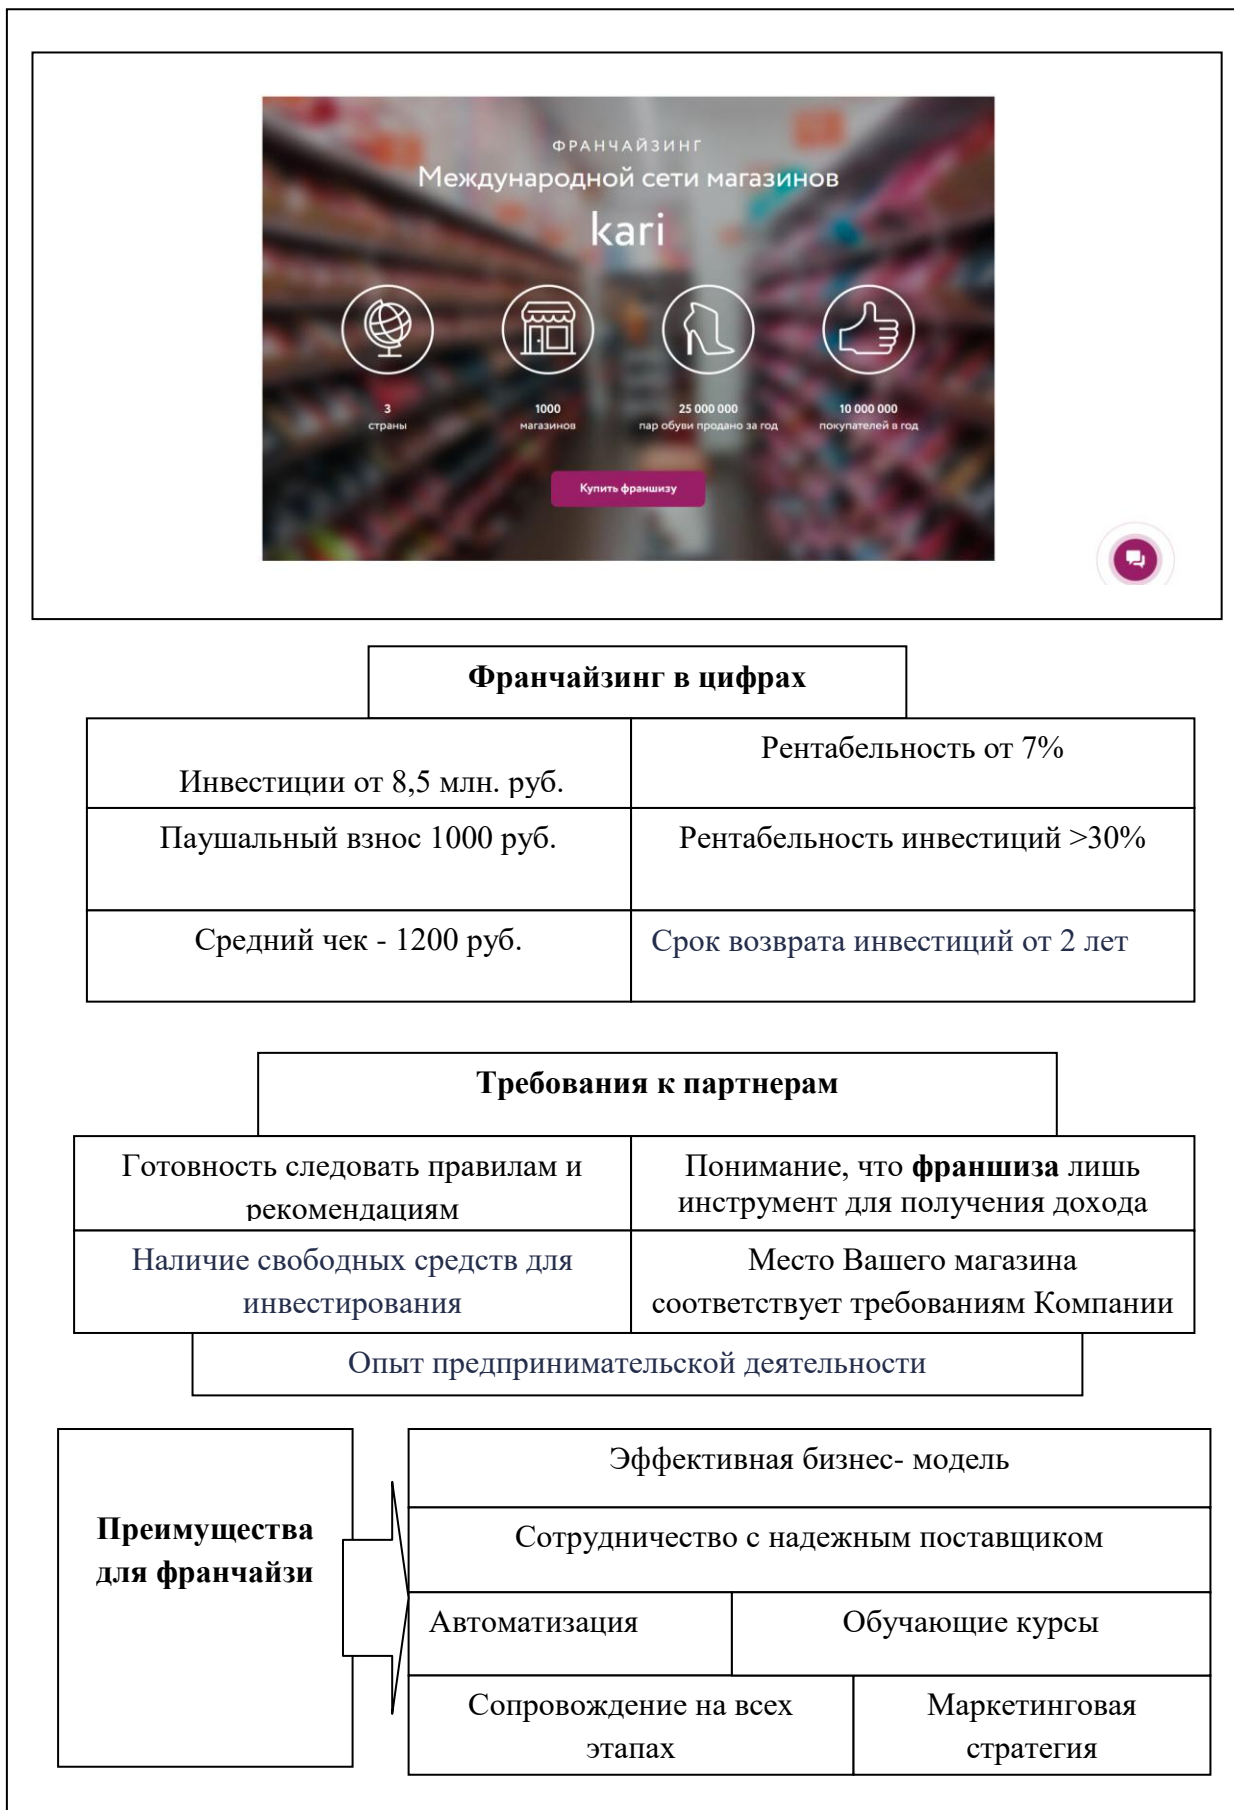 ФРАНЧАЙЗИНГ
Международной сети магазинов
kari
3
страны
1000
магазинов
25 000 000
пар обуви продано за год
10 000 000
покупателей в год
Купить франшизу
Франчайзинг в цифрах
Инвестиции от 8,5 млн. руб.
Рентабельность от 7%
Паушальный взнос 1000 руб.
Рентабельность инвестиций >30%
Средний чек - 1200 руб.
Срок возврата инвестиций от 2 лет
Требования к партнерам
Готовность следовать правилам и
рекомендациям
Понимание, что франшиза лишь
инструмент для получения дохода
Наличие свободных средств для
инвестирования
Место Вашего магазина
соответствует требованиям Компании
Опыт предпринимательской деятельности
Преимущества
для франчайзи
Эффективная бизнес- модель
Сотрудничество с надежным поставщиком
Автоматизация
Обучающие курсы
Сопровождение на всех
этапах
Маркетинговая
стратегия